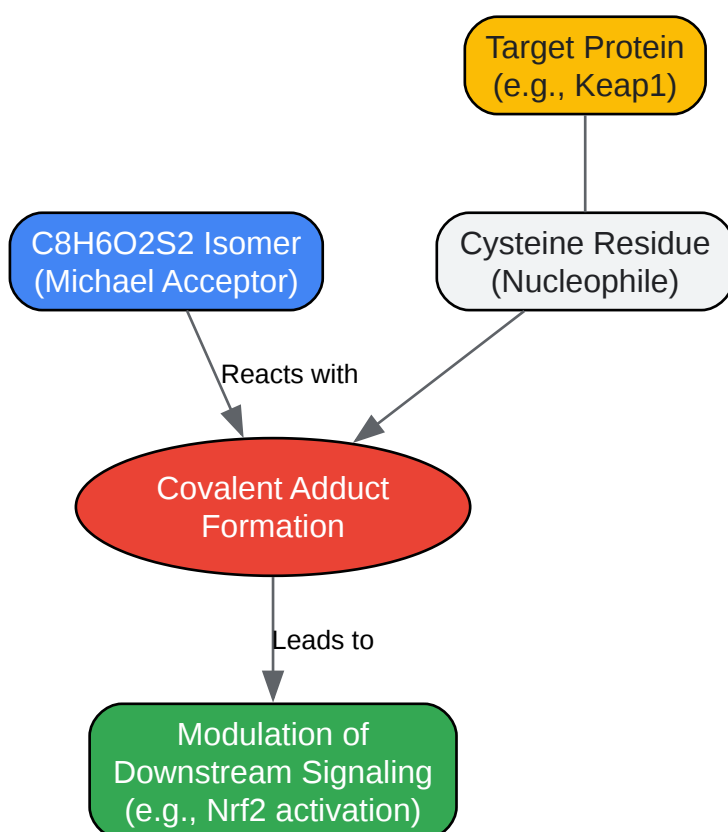 Target Protein
(e.g., Keap1)
C8H6O2S2 Isomer
(Michael Acceptor)
Cysteine Residue
(Nucleophile)
Reacts with
Covalent Adduct
Formation
Leads to
Modulation of
Downstream Signaling
(e.g., Nrf2 activation)